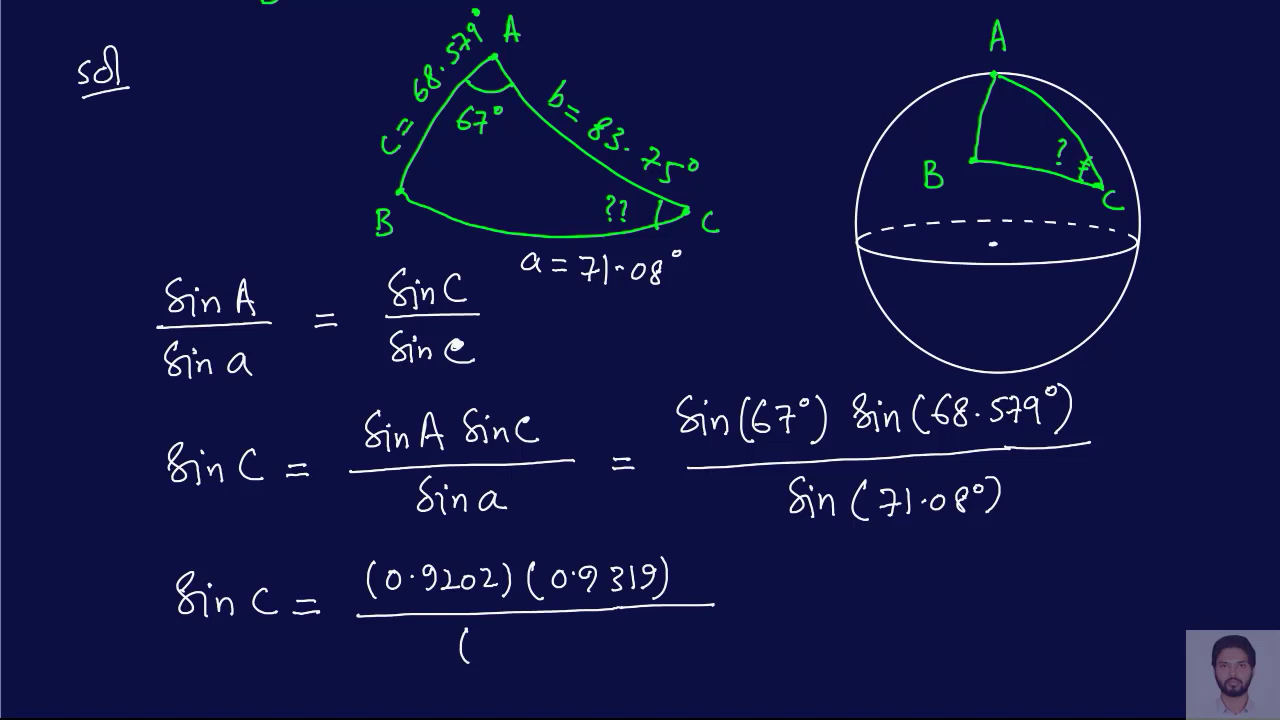 sol
A
c = 68.579°
67°
b = 83.75°
B
??
C
a = 71.08°
A
B
?
C
Sin A / Sin a = Sin C / Sin c
Sin C = Sin A Sin c / Sin a = Sin (67°) Sin (68.579°) / Sin (71.08°)
Sin C = (0.9202) (0.9319) / (